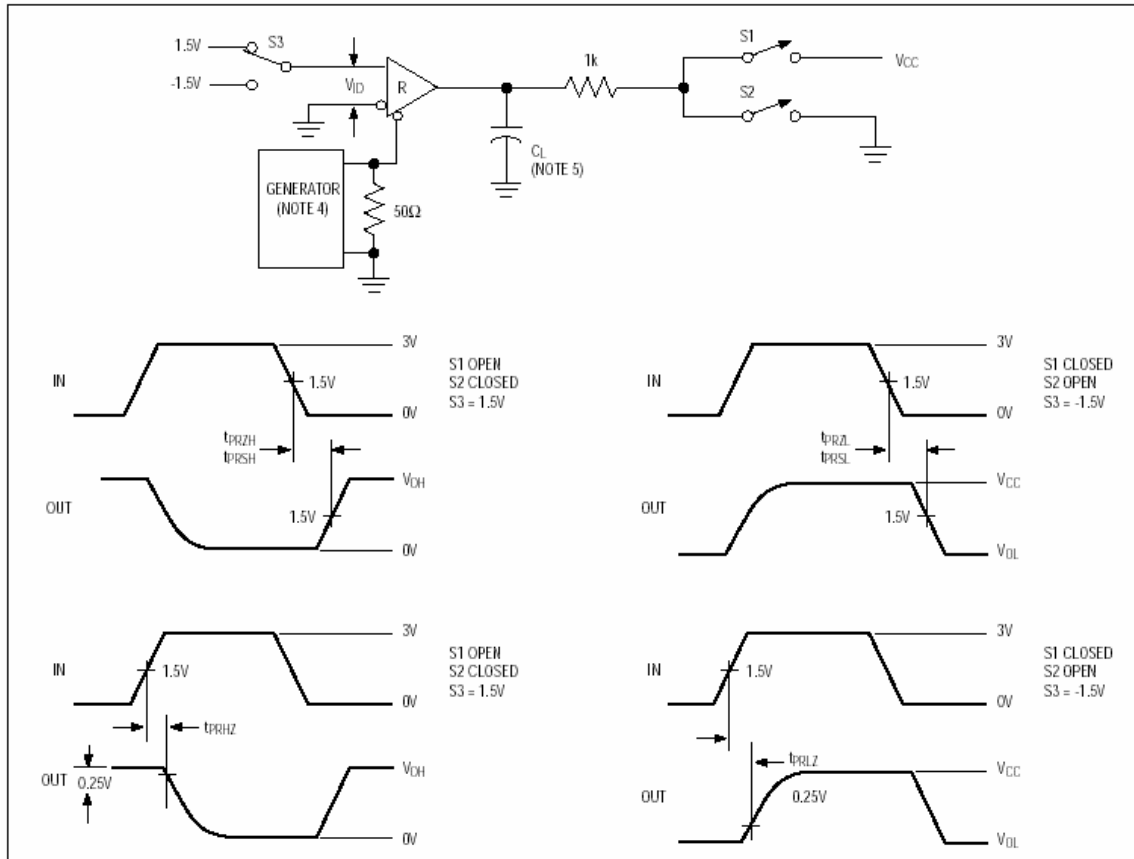 1.5V
S3
-1.5V
VID
R
1k
S1
VCC
S2
CL
(NOTE 5)
GENERATOR
(NOTE 4)
50Ω
IN
3V
1.5V
0V
S1 OPEN
S2 CLOSED
S3 = 1.5V
tPRZH
tPRSH
OUT
VOH
1.5V
0V
IN
3V
1.5V
0V
S1 CLOSED
S2 OPEN
S3 = -1.5V
tPRZL
tPRSL
OUT
VCC
1.5V
VOL
IN
3V
1.5V
0V
S1 OPEN
S2 CLOSED
S3 = 1.5V
tPRHZ
OUT
0.25V
VOH
0V
IN
3V
1.5V
0V
S1 CLOSED
S2 OPEN
S3 = -1.5V
tPRLZ
OUT
0.25V
VCC
VOL